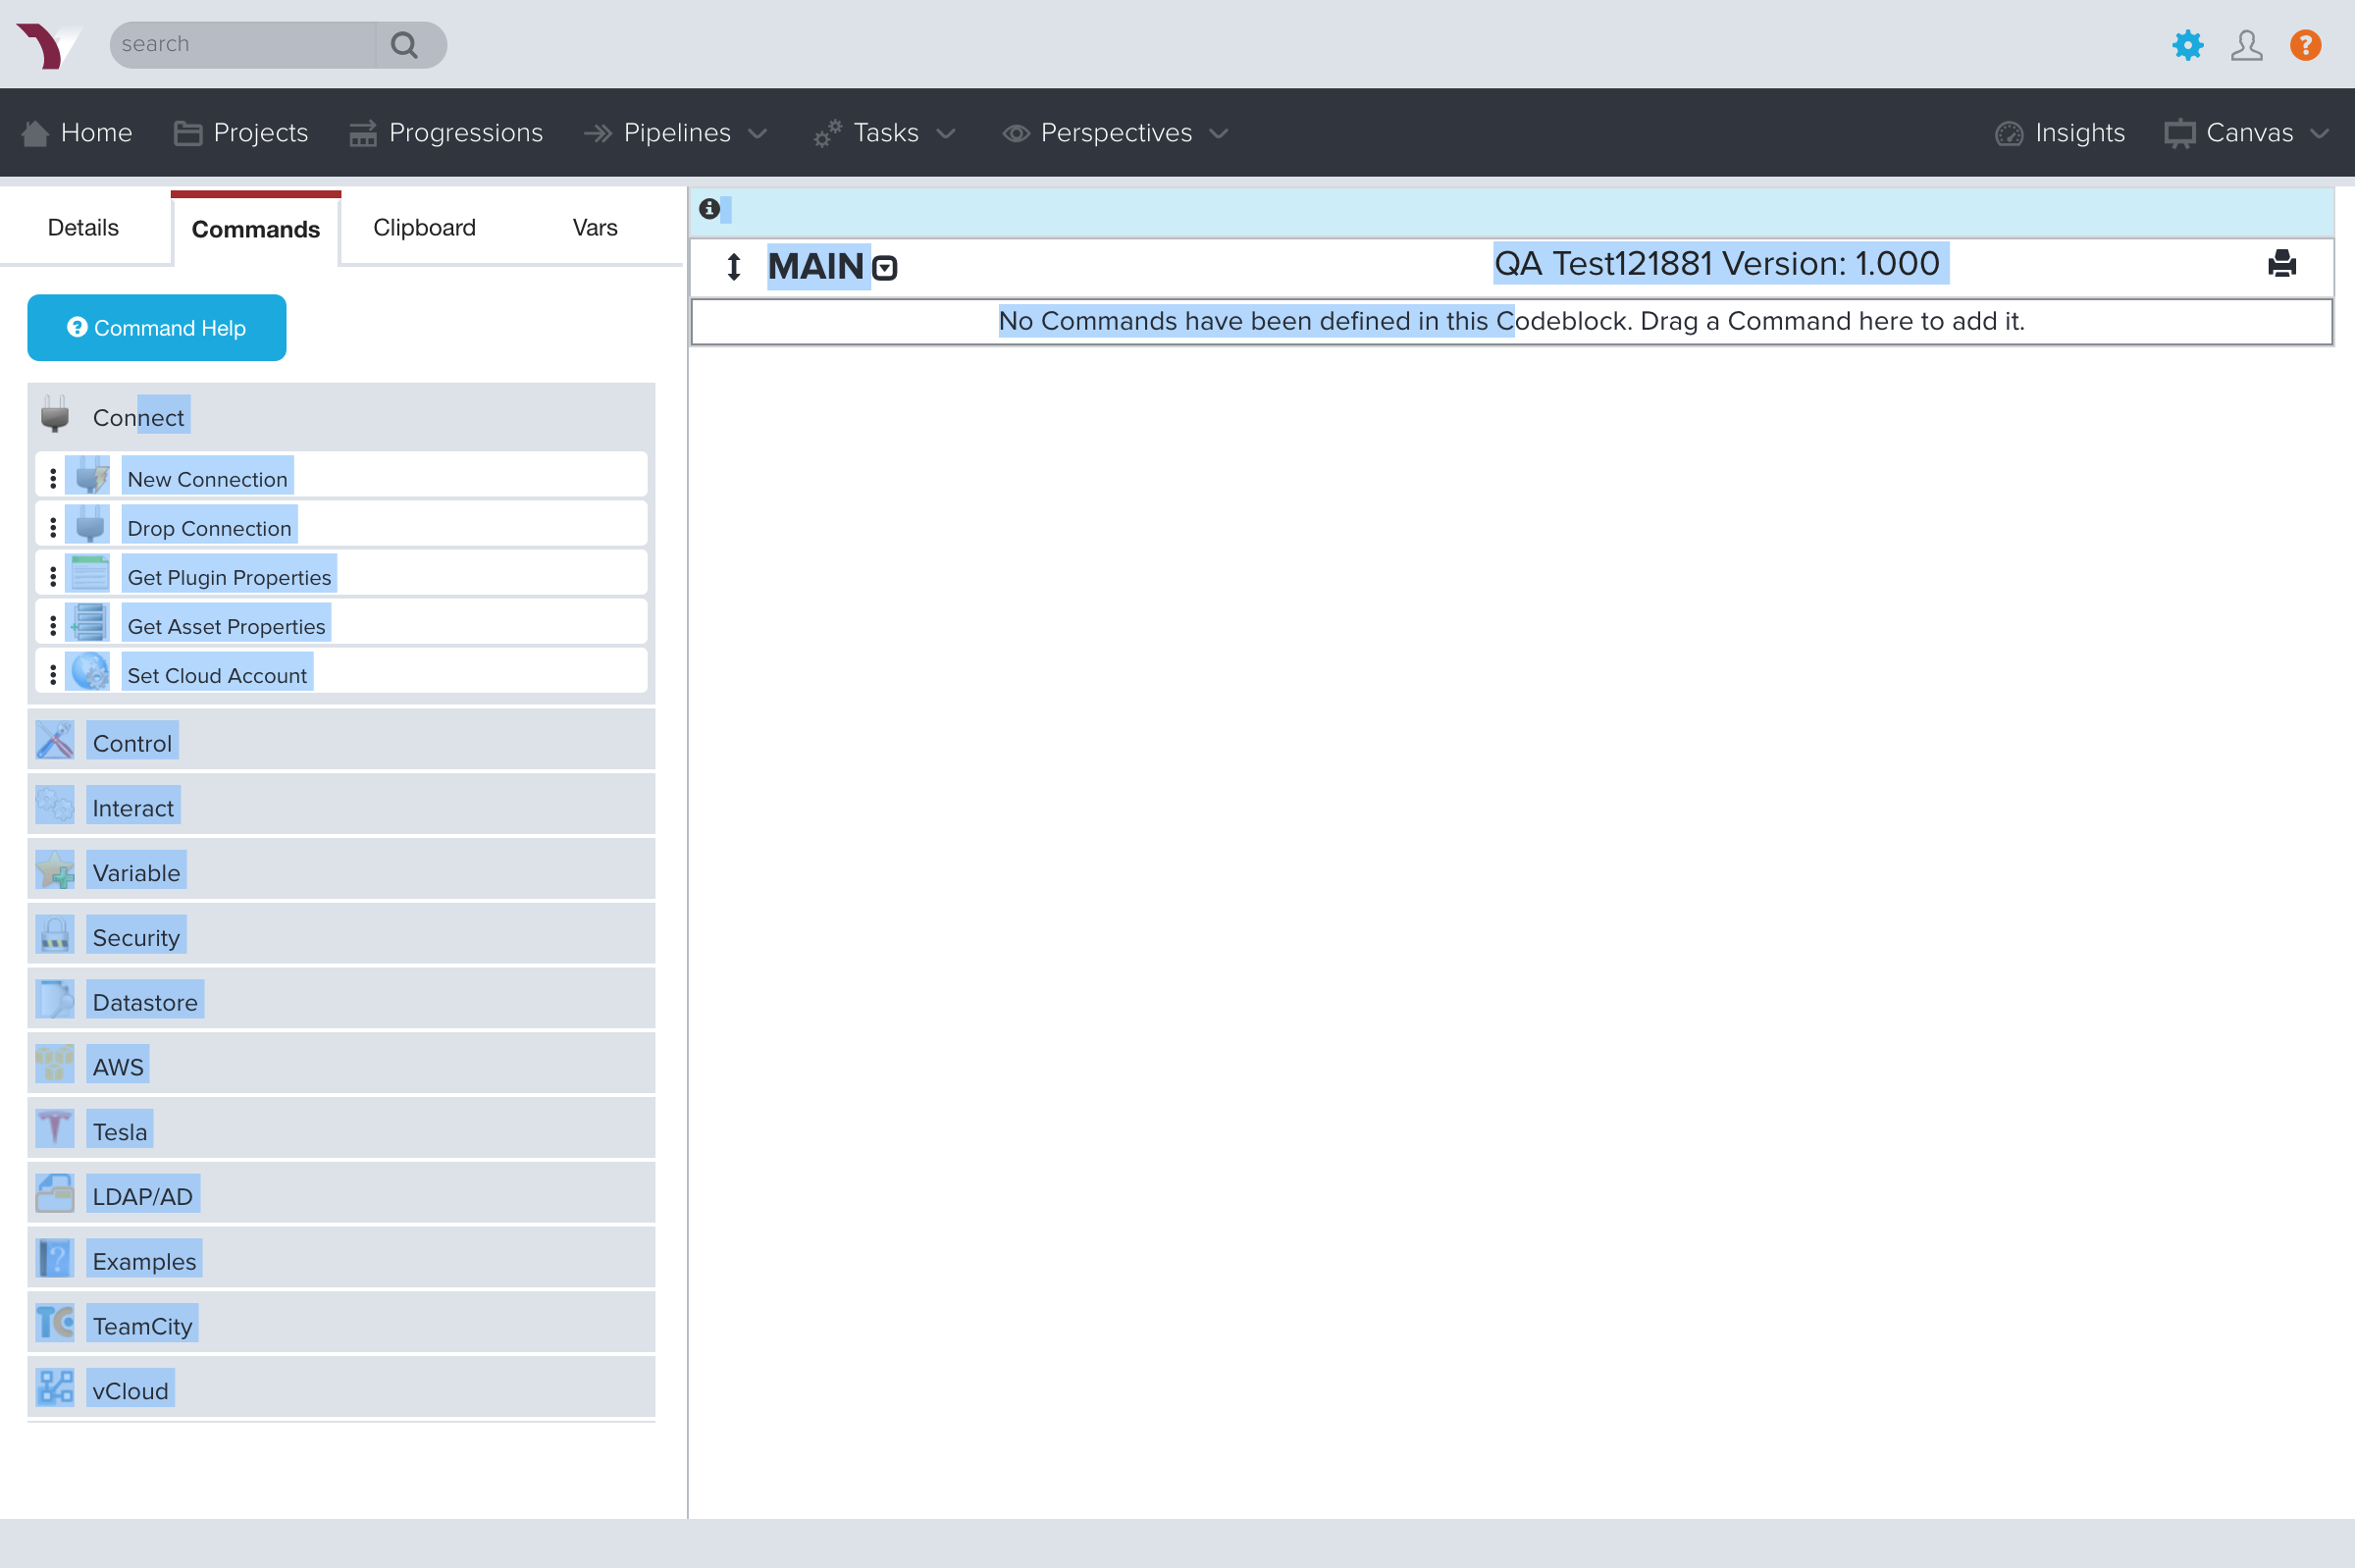 search
Home Projects Progressions Pipelines Tasks Perspectives Insights Canvas
Details Commands Clipboard Vars
Command Help
Connect
New Connection
Drop Connection
Get Plugin Properties
Get Asset Properties
Set Cloud Account
Control
Interact
Variable
Security
Datastore
AWS
Tesla
LDAP/AD
Examples
TeamCity
vCloud
MAIN
QA Test121881 Version: 1.000
No Commands have been defined in this Codeblock. Drag a Command here to add it.